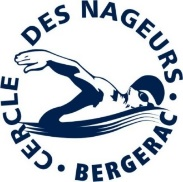 CERCLE DES NAGEURS
• BERGERAC •